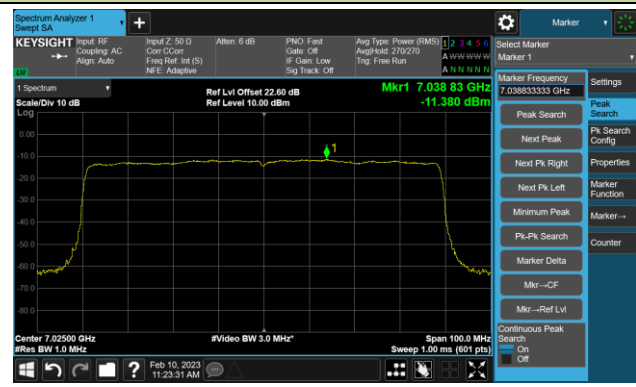 Spectrum Analyzer 1
Swept SA
+
Marker
KEYSIGHT
Input: RF
Coupling: AC
Align: Auto
Input Z: 50 Ω
Corr CCorr
Freq Ref: Int (S)
NFE: Adaptive
Atten: 6 dB
PNO: Fast
Gate: Off
IF Gain: Low
Sig Track: Off
Avg Type: Power (RMS)
Avg|Hold: 270/270
Trig: Free Run
1 2 3 4 5 6
A W W W W W
A N N N N N
Select Marker
Marker 1
LXI
1 Spectrum
Scale/Div 10 dB
Log
Ref Lvl Offset 22.60 dB
Ref Level 10.00 dBm
Mkr1 7.038 83 GHz
-11.380 dBm
0.00
-10.0
-20.0
-30.0
-40.0
-50.0
-60.0
-70.0
-80.0
1
Center 7.02500 GHz
#Res BW 1.0 MHz
#Video BW 3.0 MHz*
Span 100.0 MHz
Sweep 1.00 ms (601 pts)
Marker Frequency
7.038833333 GHz
Peak Search
Next Peak
Next Pk Right
Next Pk Left
Minimum Peak
Pk-Pk Search
Marker Delta
Mkr→CF
Mkr→Ref Lvl
Continuous Peak
Search
On
Off
Settings
Peak
Search
Pk Search
Config
Properties
Marker
Function
Marker→
Counter
?
Feb 10, 2023
11:23:31 AM